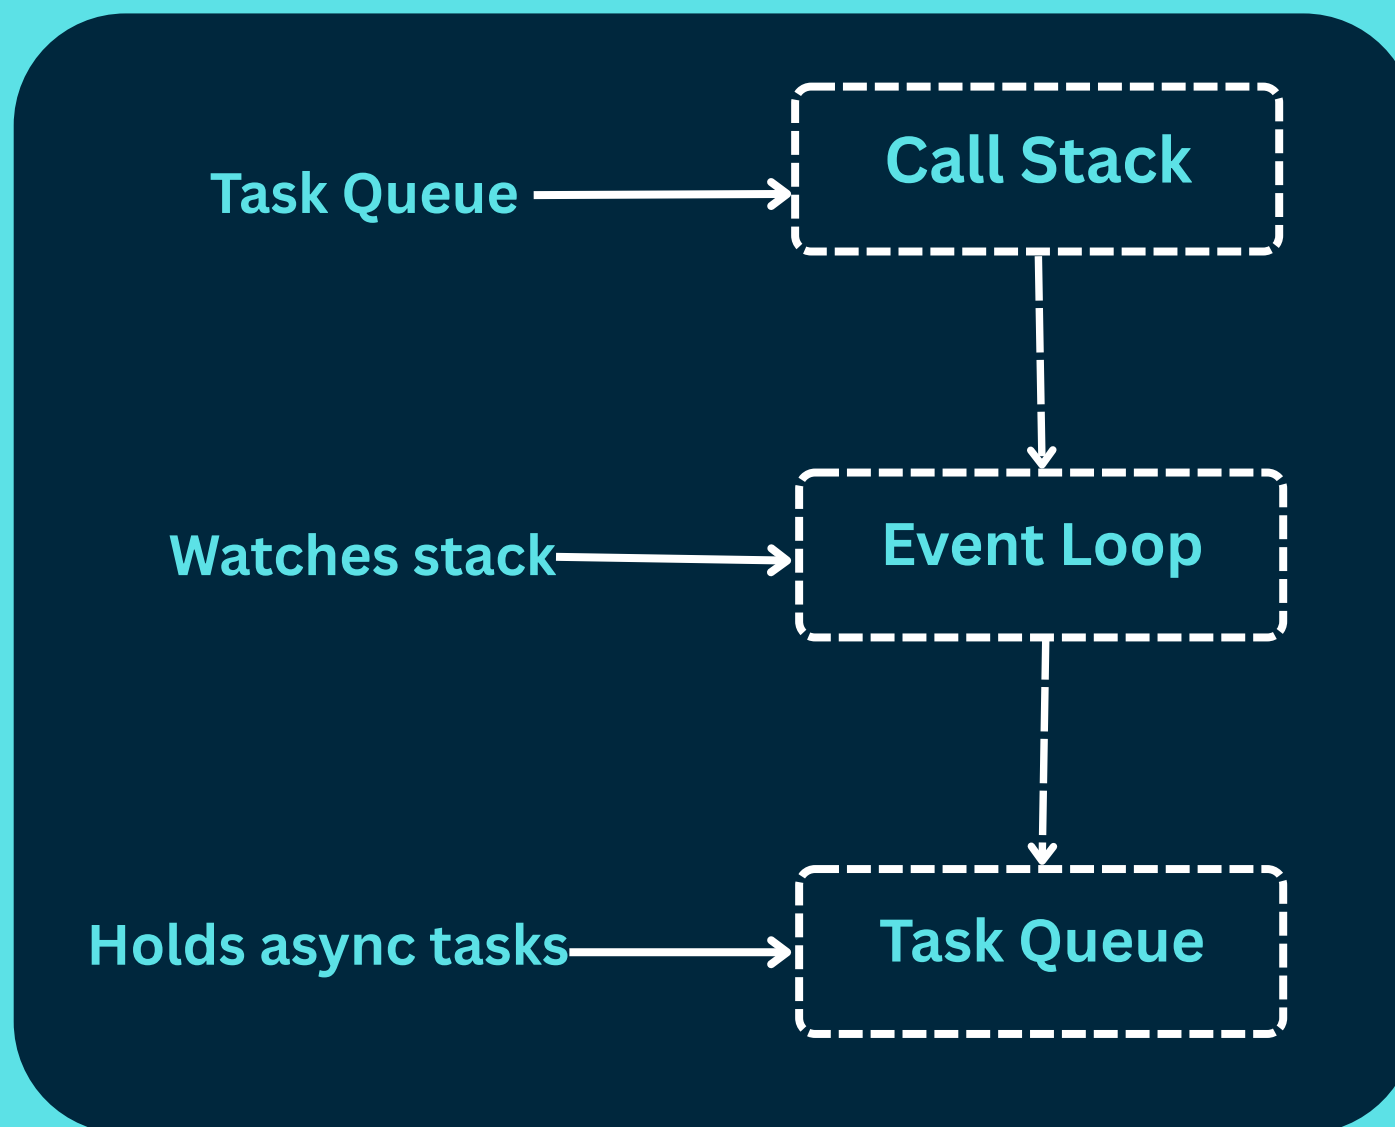 Task Queue
Call Stack
Watches stack
Event Loop
Holds async tasks
Task Queue